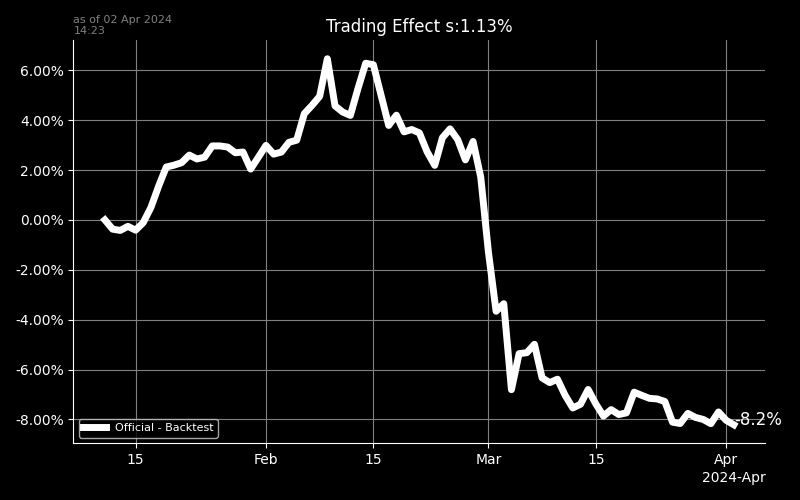 as of 02 Apr 2024
14:23
Trading Effect s:1.13%
6.00%
4.00%
2.00%
0.00%
-2.00%
-4.00%
-6.00%
-8.00%
-8.2%
Official - Backtest
15
Feb
15
Mar
15
Apr
2024-Apr